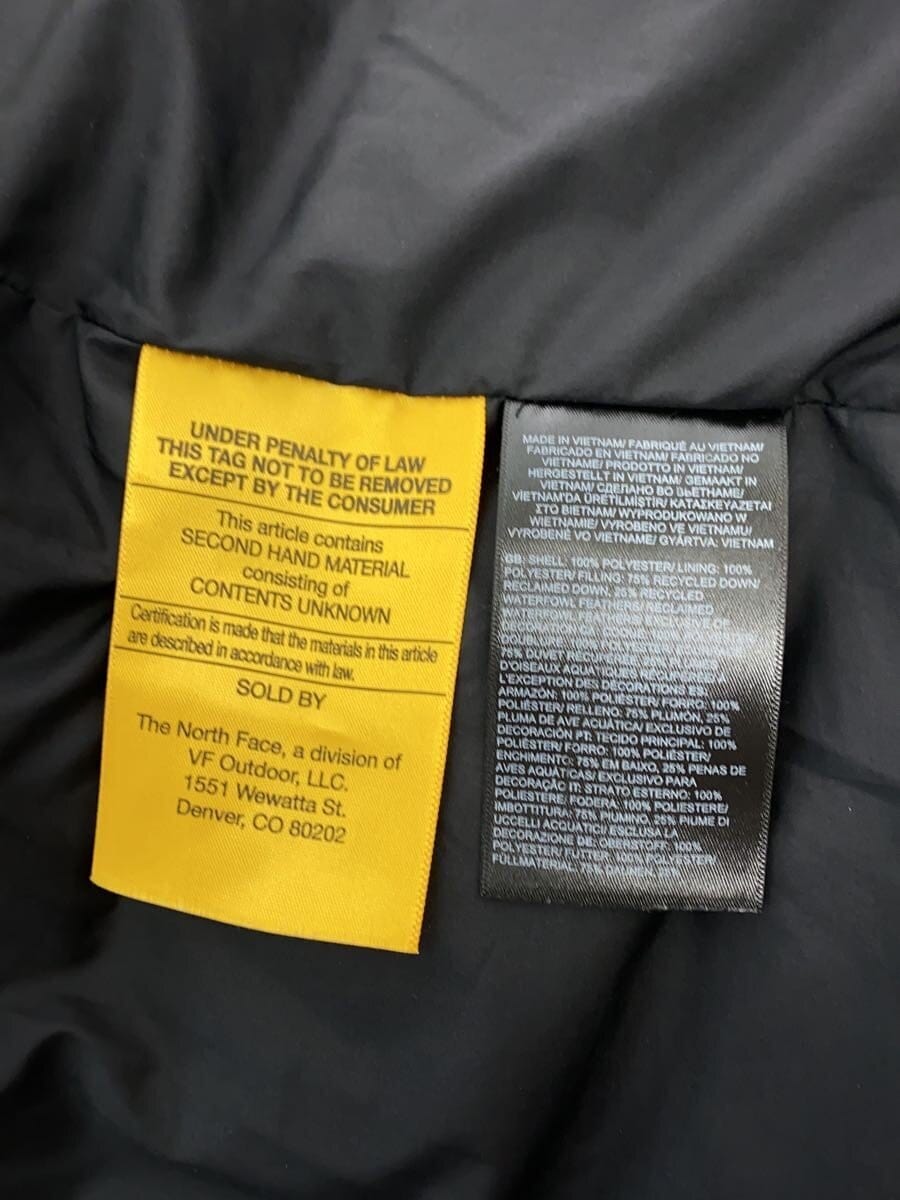 UNDER PENALTY OF LAW
THIS TAG NOT TO BE REMOVED
EXCEPT BY THE CONSUMER
This article contains
SECOND HAND MATERIAL
consisting of
CONTENTS UNKNOWN
Certification is made that the materials in this article
are described in accordance with law.
SOLD BY
The North Face, a division of
VF Outdoor, LLC.
1551 Wewatta St.
Denver, CO 80202
MADE IN VIETNAM/ FABRIQUÉ AU VIETNAM/
FABRICADO EN VIETNAM/ FABRICADO NO
VIETNAME/ PRODOTTO IN VIETNAM/
HERGESTELLT IN VIETNAM/ GEMAAKT IN
VIETNAM/ СДЕЛАНО ВО ВЬЕТНАМЕ/
VIETNAM'DA ÜRETİLMİŞTİR/ ΚΑΤΑΣΚΕΥΑΖΕΤΑΙ
ΣΤΟ ΒΙΕΤΝΑΜ/ WYPRODUKOWANO W
WIETNAMIE/ VYROBENO VE VIETNAMU/
VYROBENÉ VO VIETNAME/ GYÁRTVA: VIETNAM
GB: SHELL: 100% POLYESTER/ LINING: 100%
POLYESTER/ FILLING: 75% RECYCLED DOWN/
RECLAIMED DOWN, 25% RECYCLED
WATERFOWL FEATHERS/ RECLAIMED
75% DUVET
D'OISEAUX AQUATIQUES
L'EXCEPTION DES DÉCORATIONS ES:
ARMAZÓN: 100% POLIÉSTER/ FORRO: 100%
POLIÉSTER/ RELLENO: 75% PLUMÓN, 25%
PLUMA DE AVE ACUÁTICA/ EXCLUSIVO DE
DECORACIÓN PT: TECIDO PRINCIPAL: 100%
POLIÉSTER/ FORRO: 100% POLIÉSTER/
ENCHIMENTO: 75% EM BAIXO, 25% PENAS DE
AVES AQUÁTICAS/ EXCLUSIVO PARA
DECORAÇÃO IT: STRATO ESTERNO: 100%
POLIESTERE/ FODERA: 100% POLIESTERE/
IMBOTTITURA: 75% PIUMINO, 25% PIUME DI
UCCELLI ACQUATICI/ ESCLUSA LA
DECORAZIONE DE: OBERSTOFF: 100%
POLYESTER/ FUTTER: 100% POLYESTER/
FÜLLMATERIAL: 75% DAUNEN, 25%